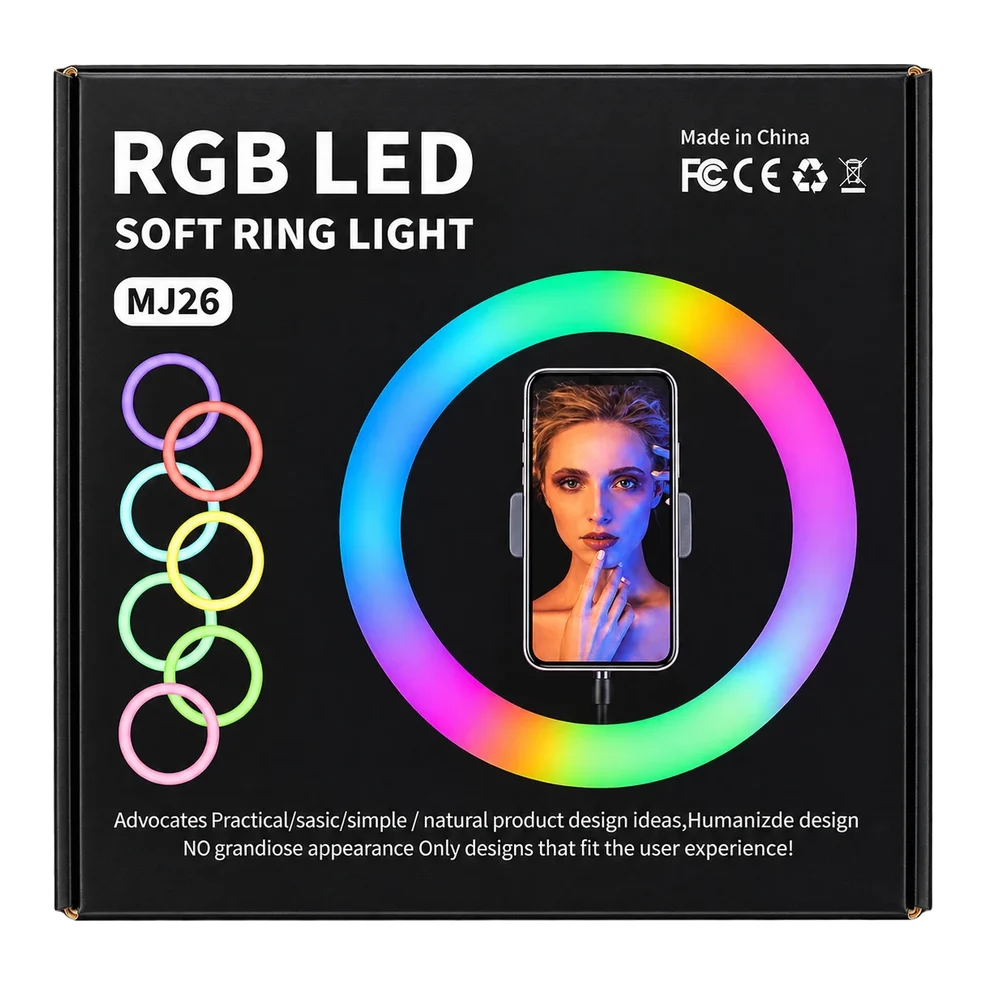 RGB LED
SOFT RING LIGHT
MJ26
Made in China
FC CE
Advocates Practical/sasic/simple / natural product design ideas,Humanizde design
NO grandiose appearance Only designs that fit the user experience!